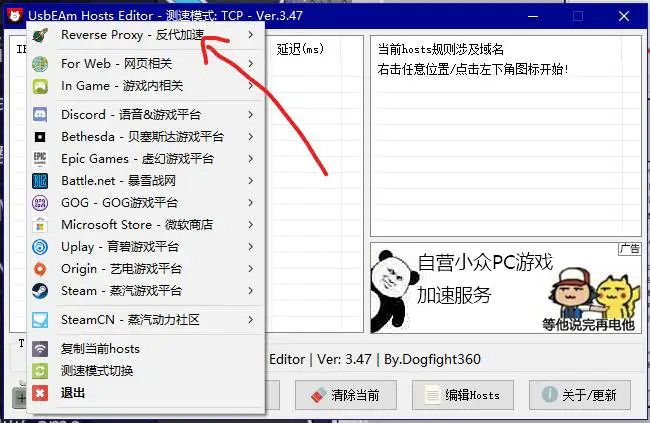 UsbEAm Hosts Editor - 测速模式: TCP - Ver.3.47
Reverse Proxy - 反代加速
For Web - 网页相关
In Game - 游戏内相关
Discord - 语音&游戏平台
Bethesda - 贝塞斯达游戏平台
Epic Games - 虚幻游戏平台
Battle.net - 暴雪战网
GOG - GOG游戏平台
Microsoft Store - 微软商店
Uplay - 育碧游戏平台
Origin - 艺电游戏平台
Steam - 蒸汽游戏平台
SteamCN - 蒸汽动力社区
复制当前hosts
测速模式切换
退出
延迟(ms)
当前hosts规则涉及域名
右击任意位置/点击左下角图标开始!
广告
自营小众PC游戏
加速服务
等他说完再电他
Editor | Ver: 3.47 | By.Dogfight360
清除当前
编辑Hosts
关于/更新